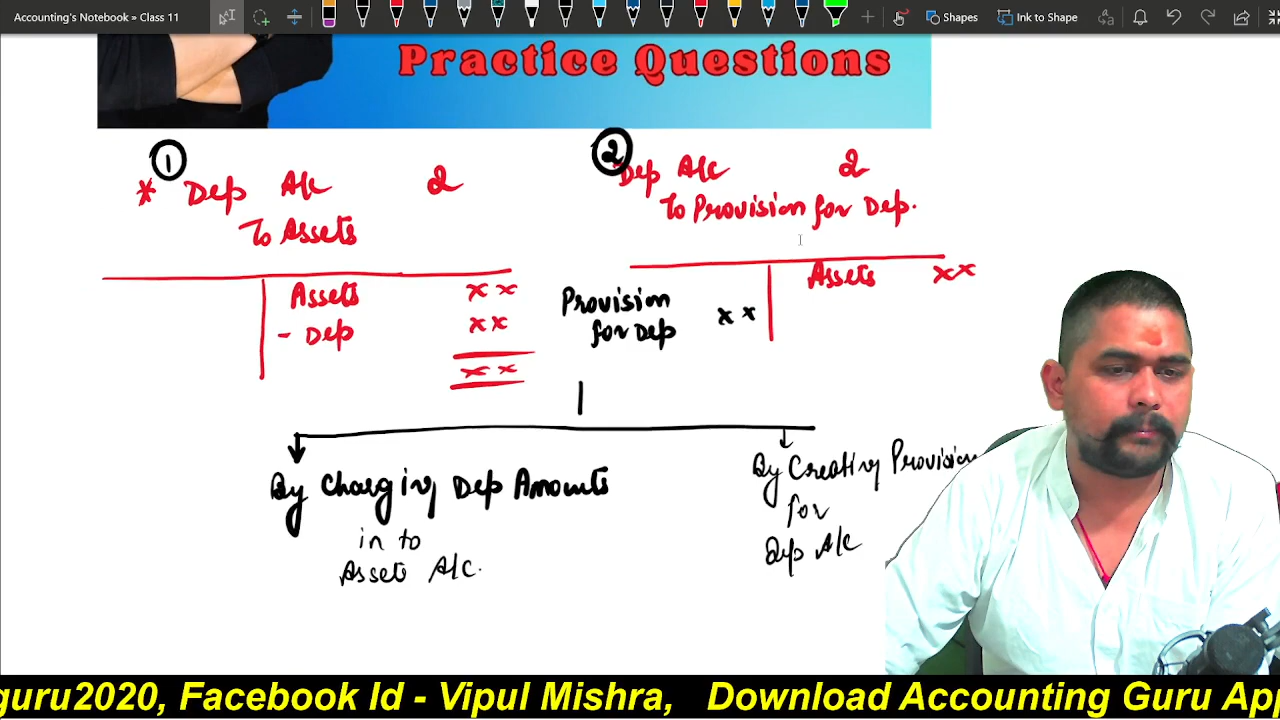 Accounting's Notebook » Class 11
Shapes
Ink to Shape
Practice Questions
1
* Dep A/c 2
To Assets
Assets xx
- Dep xx
xx
2
Dep A/c 2
To Provision for Dep.
Assets xx
Provision
for Dep xx
By Charging Dep Amounts
in to
Assets A/c.
By Creating Provision
for
Dep A/c
guru2020, Facebook Id - Vipul Mishra, Download Accounting Guru App